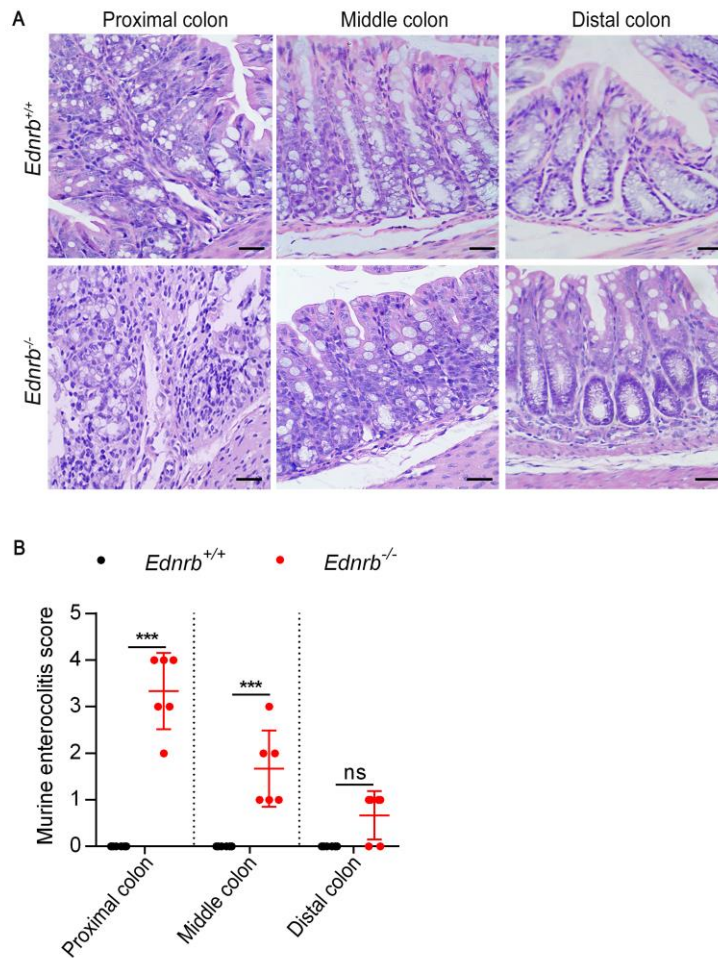 A
Proximal colon Middle colon Distal colon
Ednrb+/+
Ednrb-/-
B
Ednrb+/+ Ednrb-/-
Murine enterocolitis score
5
4
3
2
1
0
***
***
ns
Proximal colon
Middle colon
Distal colon